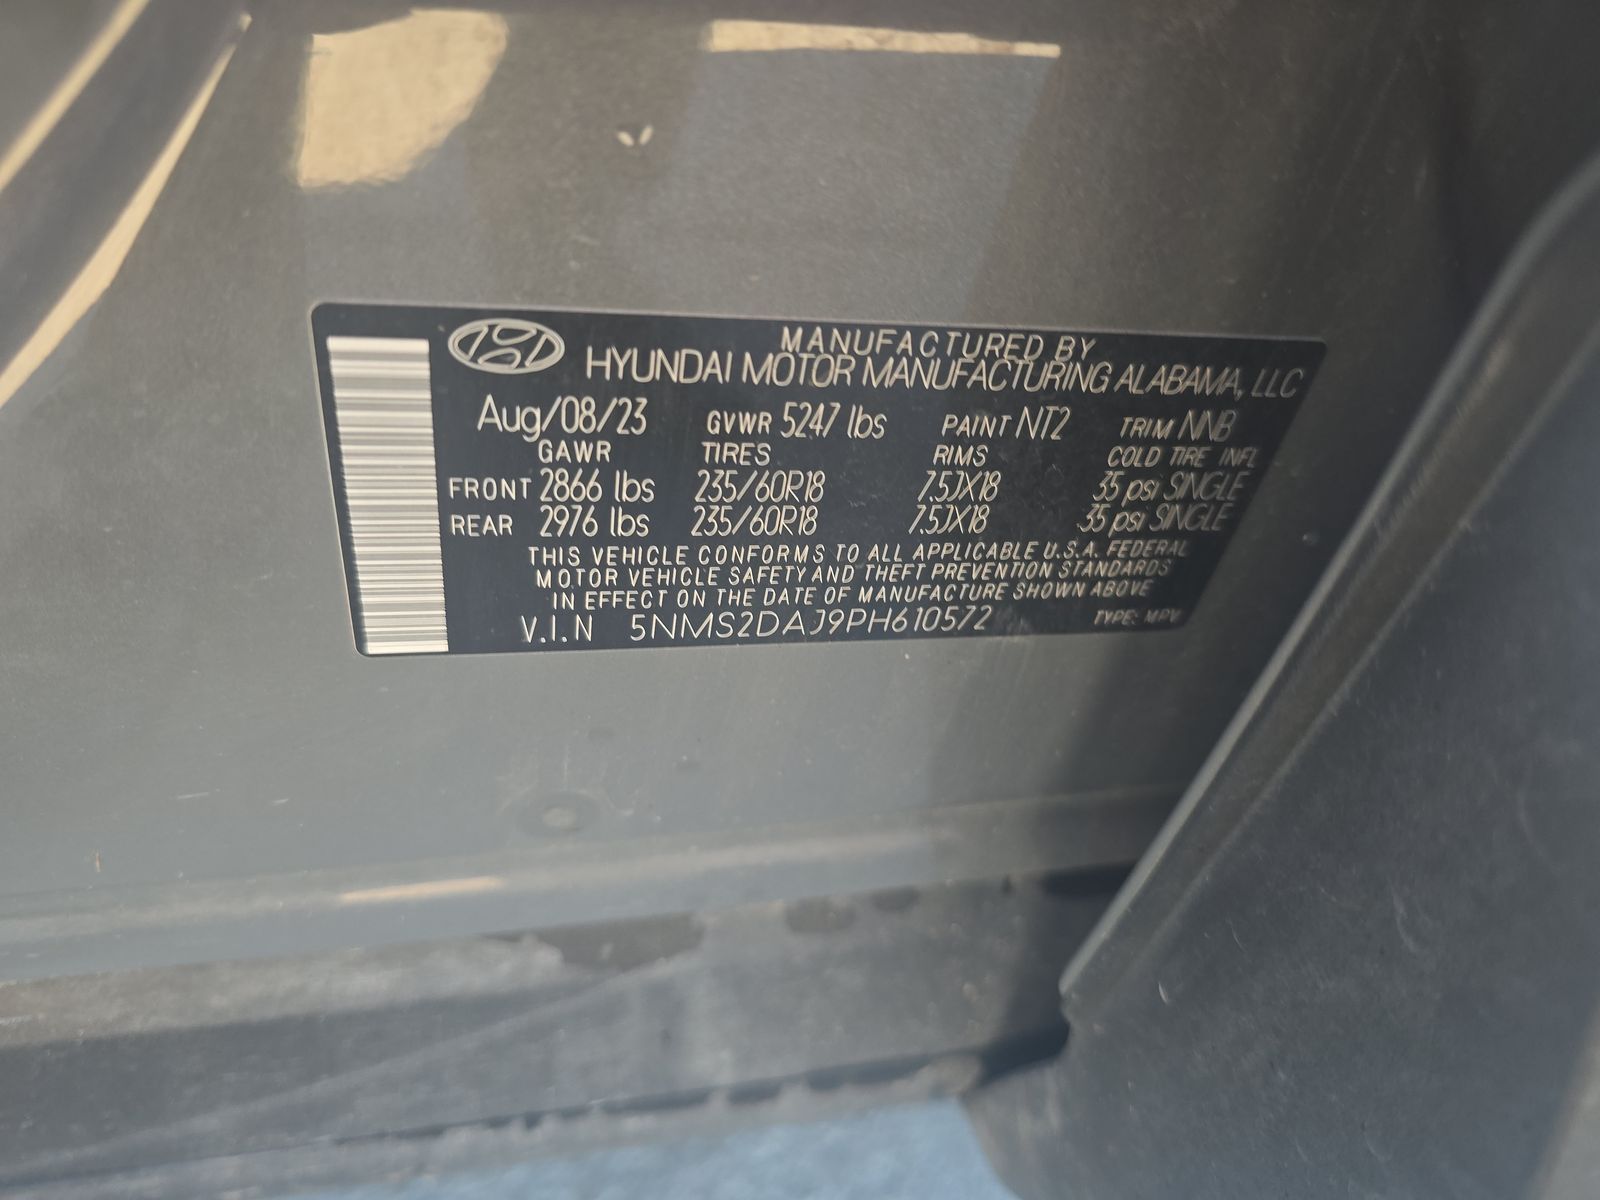 MANUFACTURED BY
HYUNDAI MOTOR MANUFACTURING ALABAMA, LLC
Aug/08/23 GVWR 5247 lbs PAINT NT2 TRIM NNB
GAWR TIRES RIMS COLD TIRE INFL
FRONT 2866 lbs 235/60R18 7.5JX18 35 psi SINGLE
REAR 2976 lbs 235/60R18 7.5JX18 35 psi SINGLE
THIS VEHICLE CONFORMS TO ALL APPLICABLE U.S.A. FEDERAL
MOTOR VEHICLE SAFETY AND THEFT PREVENTION STANDARDS
IN EFFECT ON THE DATE OF MANUFACTURE SHOWN ABOVE
V.I.N 5NMS2DAJ9PH610572 TYPE: MPV